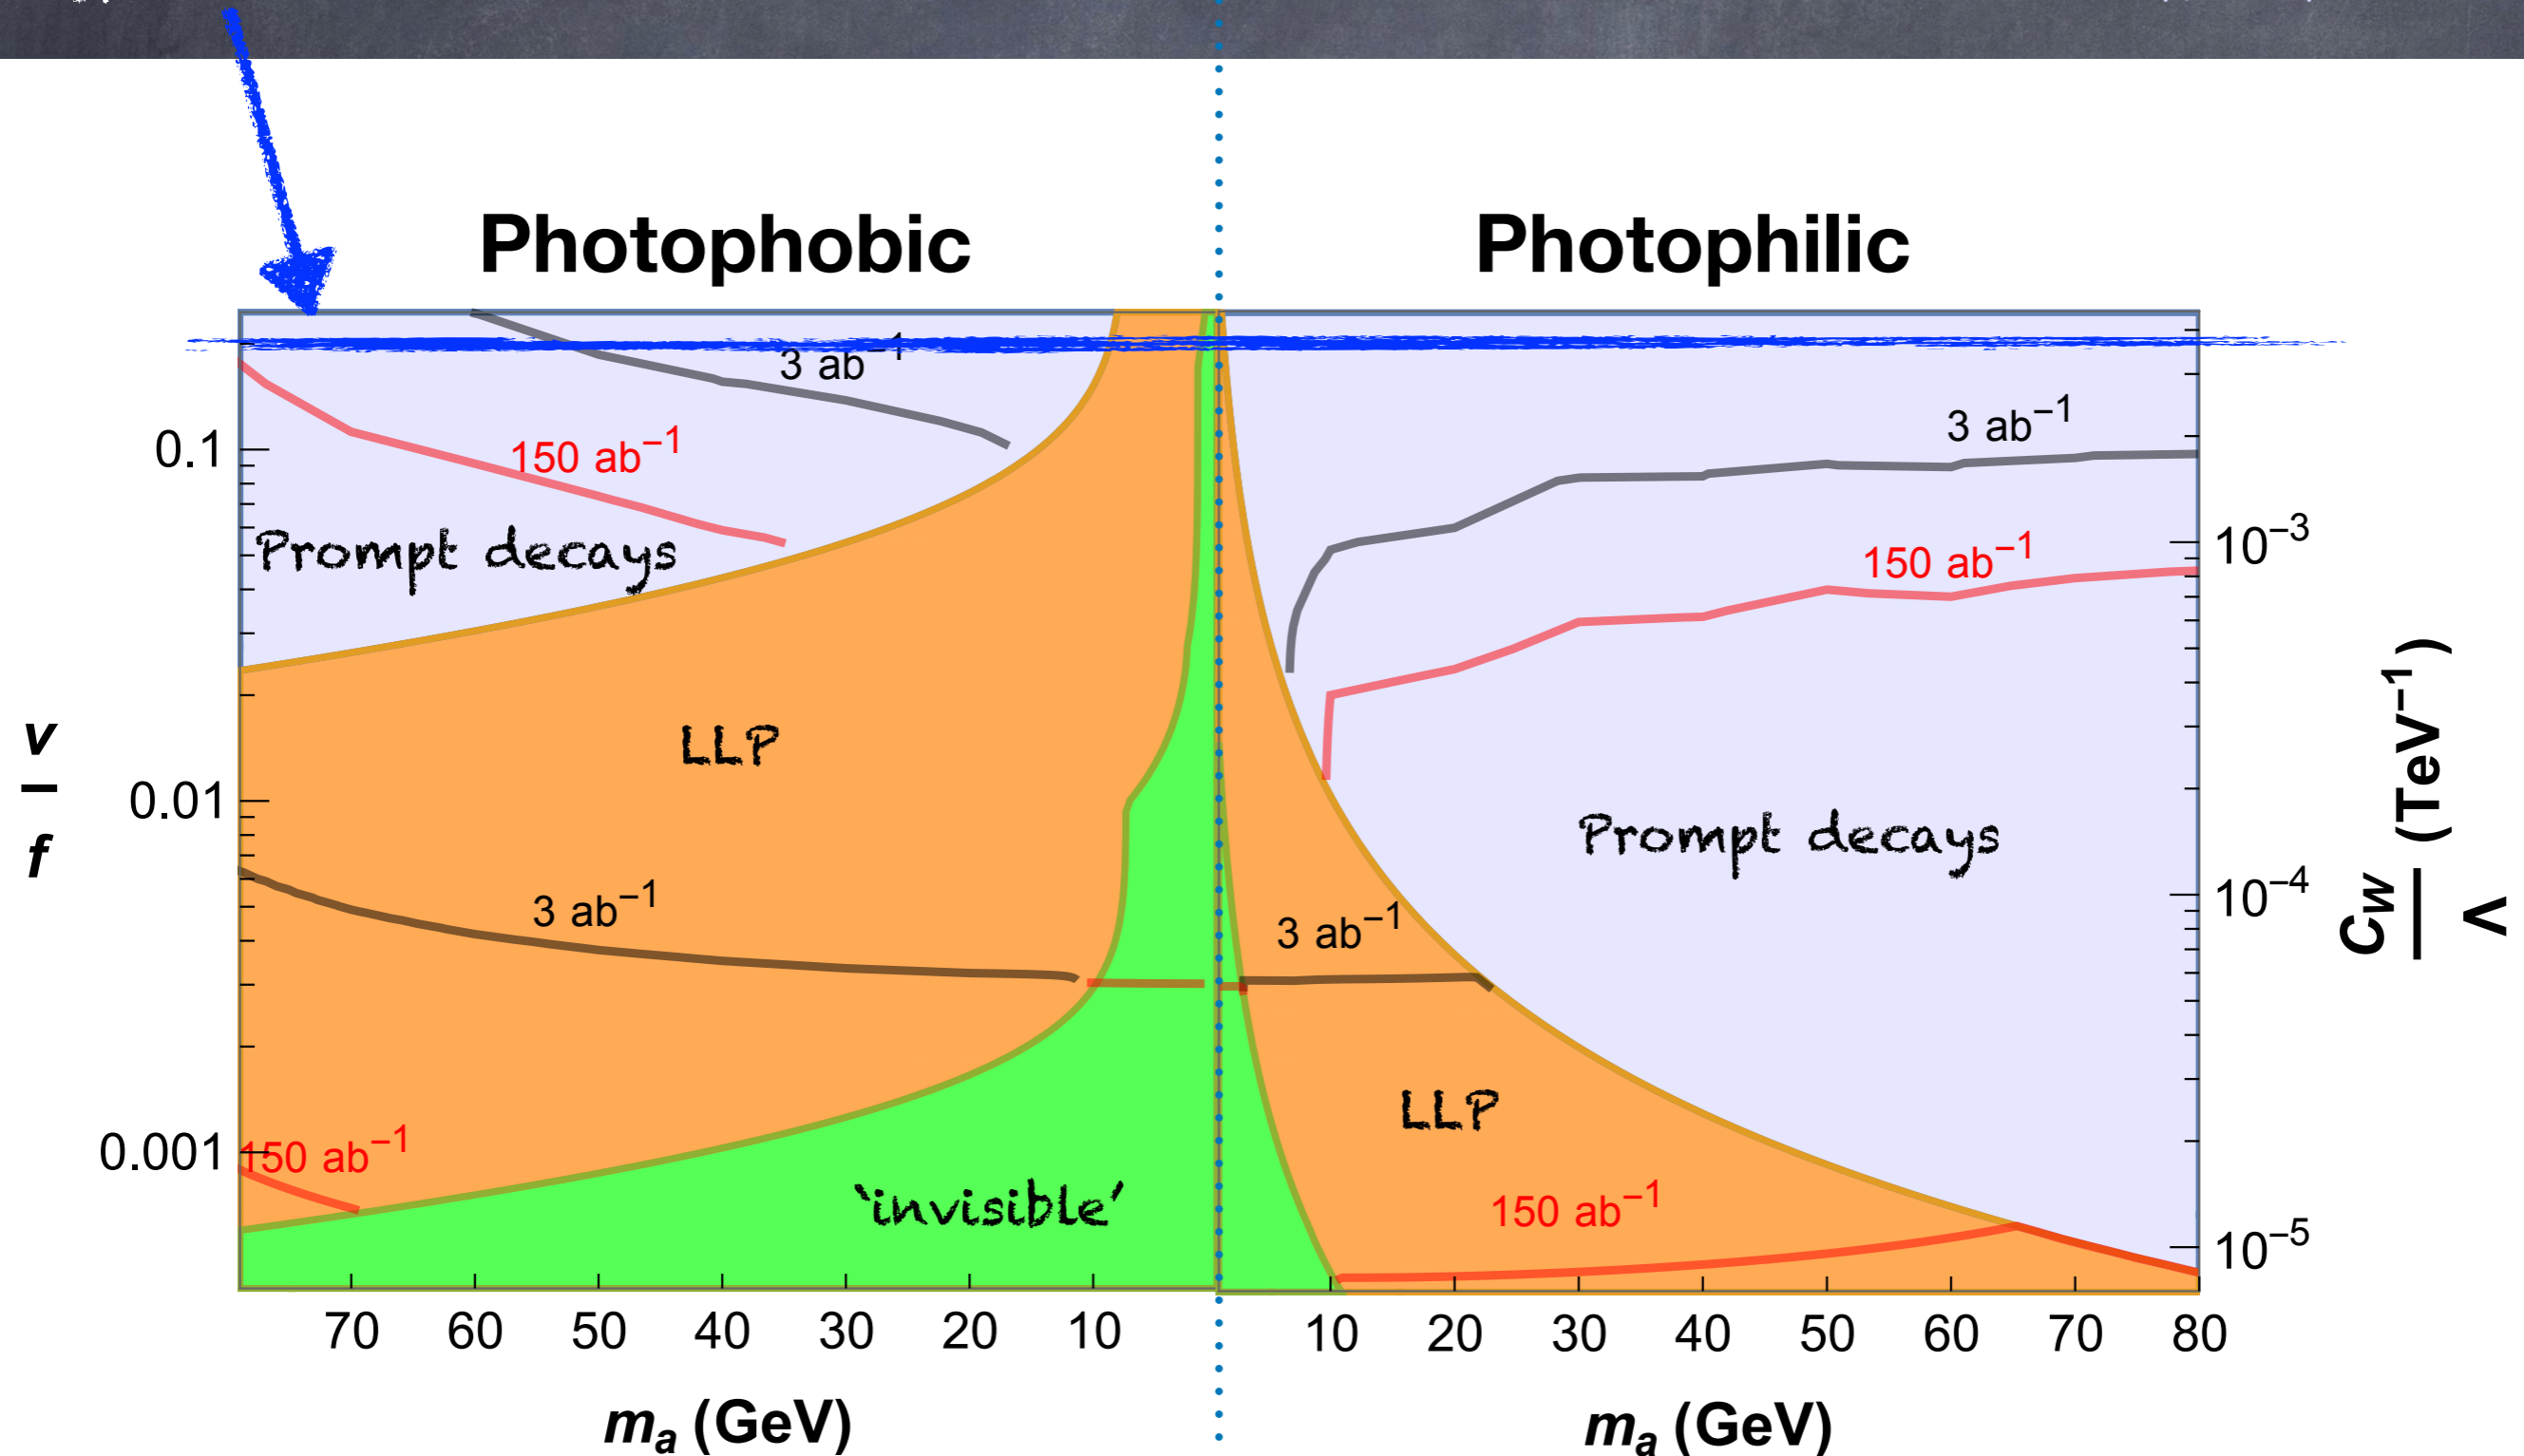 Photophobic Photophilic
3 ab⁻¹
3 ab⁻¹
0.1
150 ab⁻¹
10⁻³
Prompt decays
150 ab⁻¹
v
f
LLP
C_W
Λ
(TeV⁻¹)
0.01
Prompt decays
10⁻⁴
3 ab⁻¹
3 ab⁻¹
LLP
0.001
150 ab⁻¹
'invisible'
150 ab⁻¹
10⁻⁵
70 60 50 40 30 20 10
10 20 30 40 50 60 70 80
mₐ (GeV)
mₐ (GeV)